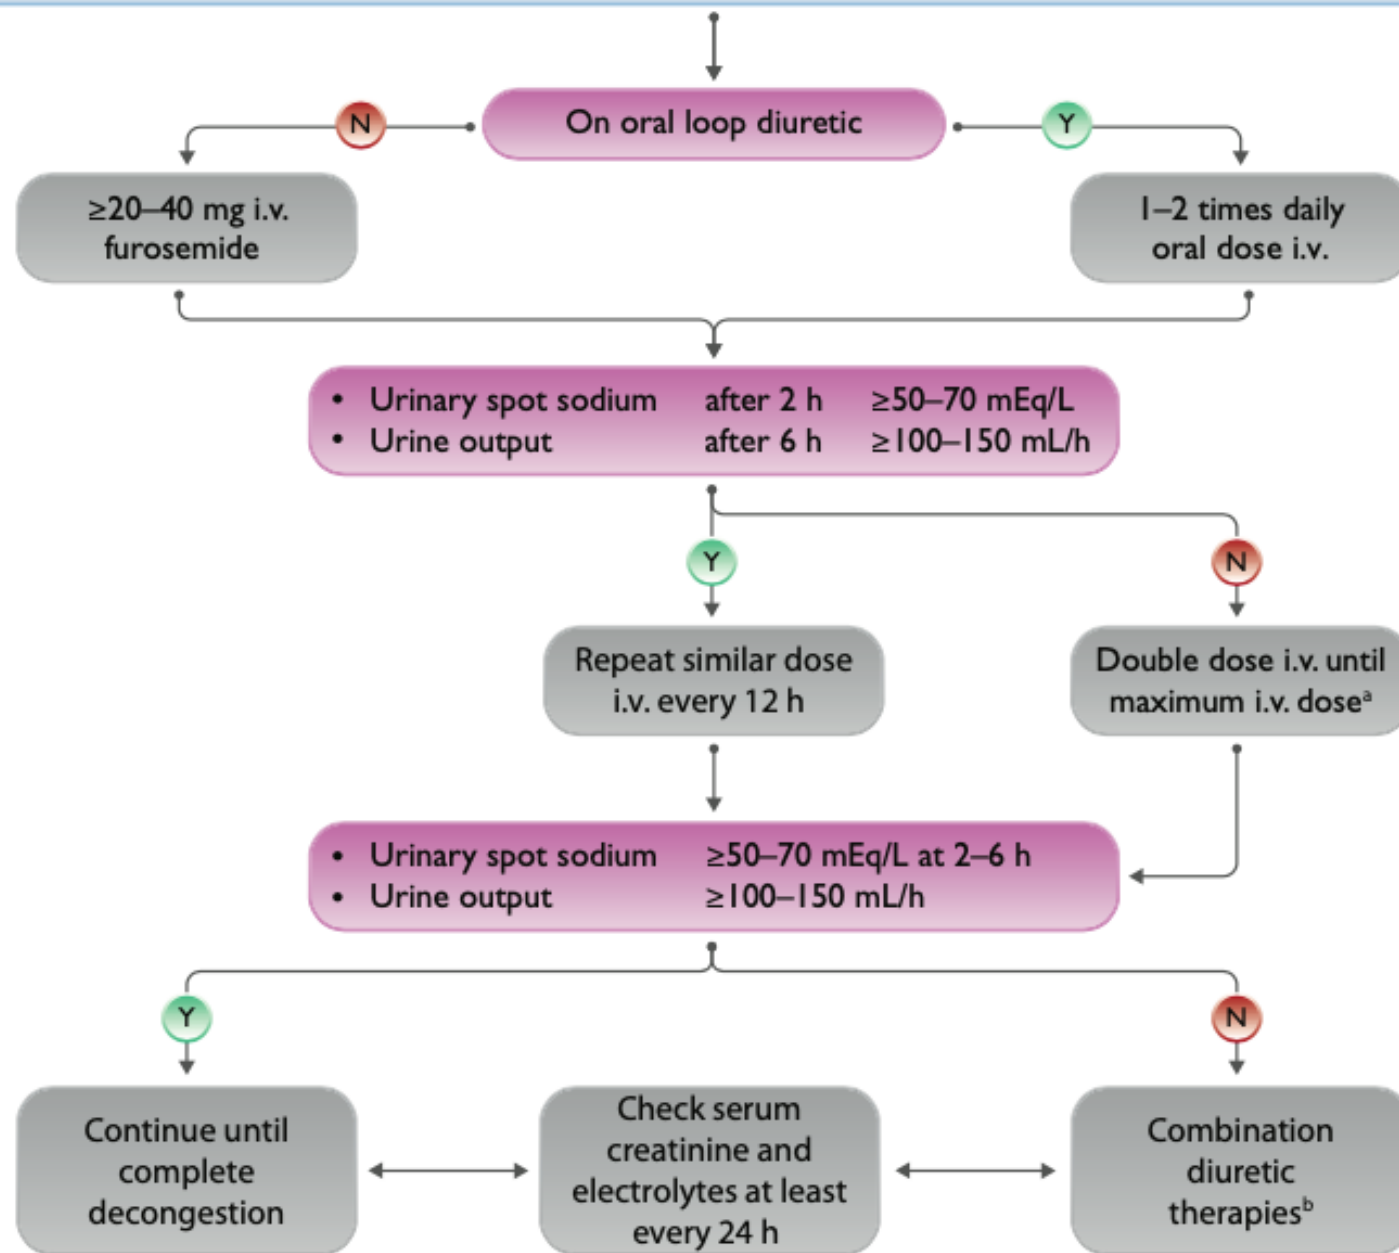 On oral loop diuretic
N
Y
≥20–40 mg i.v.
furosemide
1–2 times daily
oral dose i.v.
• Urinary spot sodium after 2 h ≥50–70 mEq/L
• Urine output after 6 h ≥100–150 mL/h
Y
N
Repeat similar dose
i.v. every 12 h
Double dose i.v. until
maximum i.v. doseᵃ
• Urinary spot sodium ≥50–70 mEq/L at 2–6 h
• Urine output ≥100–150 mL/h
Y
N
Continue until
complete
decongestion
Check serum
creatinine and
electrolytes at least
every 24 h
Combination
diuretic
therapiesᵇ